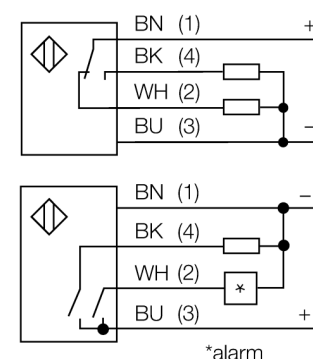 BN (1) +
BK (4)
WH (2)
BU (3) −
BN (1) −
BK (4)
WH (2) *
BU (3) +
*alarm